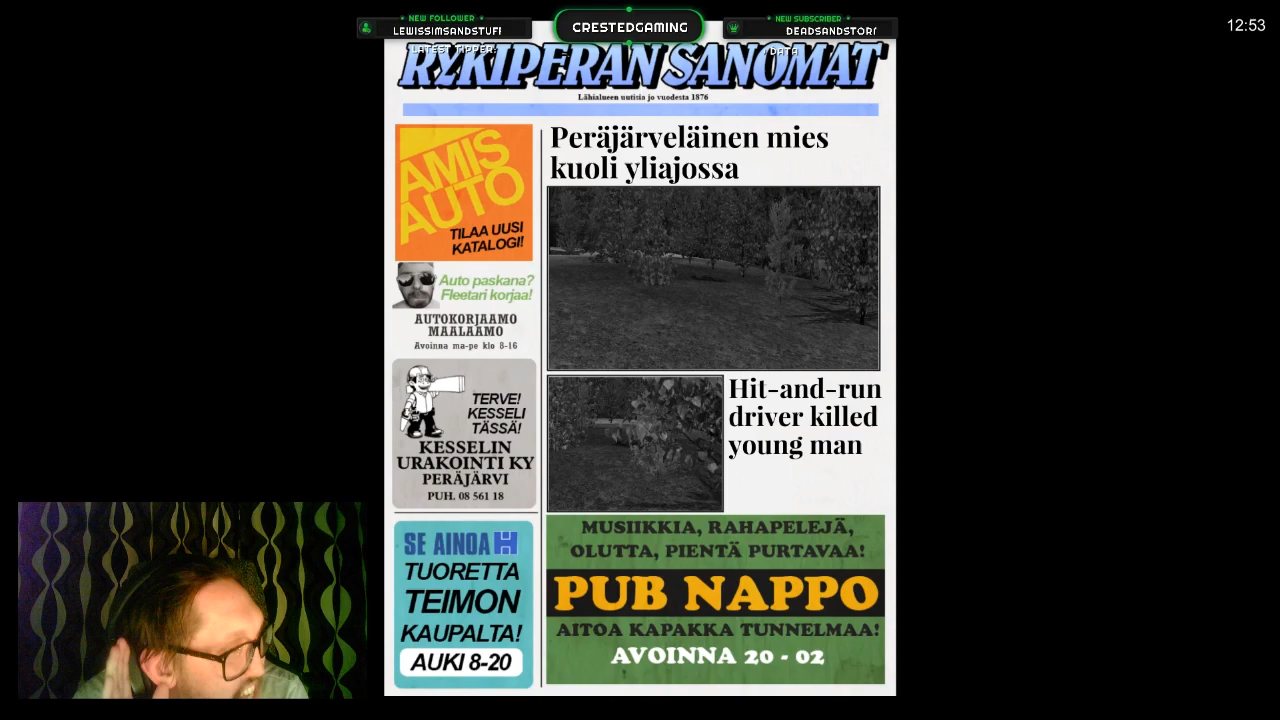 NEW FOLLOWER
LEWISSIMSANDSTUFF
LATEST TIPPER:
CRESTEDGAMING
NEW SUBSCRIBER
DEADSANDSTORY
DATA
12:53
RYKIPERÄN SANOMAT
Lähialueen uutisia jo vuodesta 1876
AMIS
AUTO
TILAA UUSI
KATALOGI!
Auto paskana?
Fleetari korjaa!
AUTOKORJAAMO
MAALAAMO
Avoinna ma-pe klo 8-16
TERVE!
KESSELI
TÄSSÄ!
KESSELIN
URAKOINTI KY
PERÄJÄRVI
PUH. 08 561 18
SE AINOA H
TUORETTA
TEIMON
KAUPALTA!
AUKI 8-20
Peräjärveläinen mies
kuoli yliajossa
Hit-and-run
driver killed
young man
MUSIIKKIA, RAHAPELEJÄ,
OLUTTA, PIENTÄ PURTAVAA!
PUB NAPPO
AITOA KAPAKKA TUNNELMAA!
AVOINNA 20 - 02